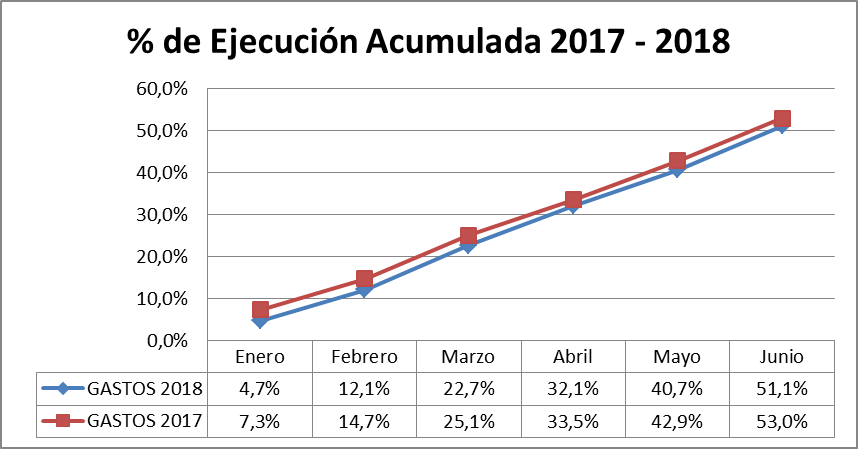 % de Ejecución Acumulada 2017 - 2018
60,0%
50,0%
40,0%
30,0%
20,0%
10,0%
0,0%
Enero Febrero Marzo Abril Mayo Junio
GASTOS 2018 4,7% 12,1% 22,7% 32,1% 40,7% 51,1%
GASTOS 2017 7,3% 14,7% 25,1% 33,5% 42,9% 53,0%